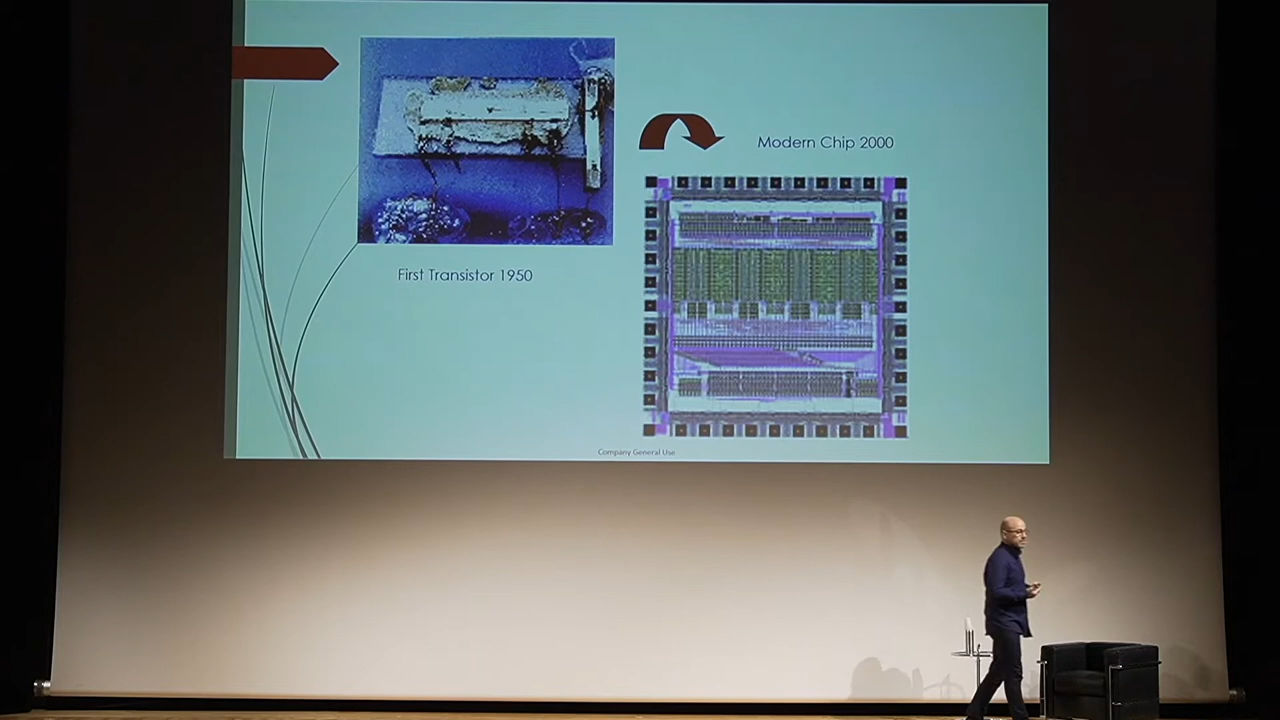 Modern Chip 2000
First Transistor 1950
Company General Use